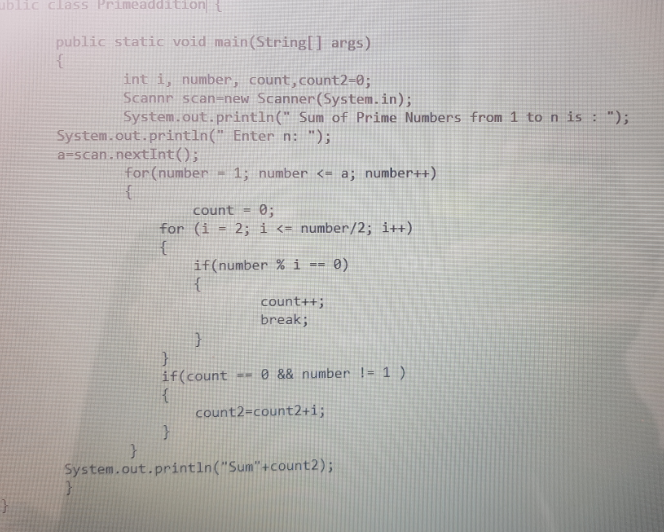 public class Primeaddition {
public static void main(String[] args)
{
int i, number, count,count2=0;
Scannr scan=new Scanner(System.in);
System.out.println(" Sum of Prime Numbers from 1 to n is : ");
System.out.println(" Enter n: ");
a=scan.nextInt();
for(number = 1; number <= a; number++)
{
count = 0;
for (i = 2; i <= number/2; i++)
{
if(number % i == 0)
{
count++;
break;
}
}
if(count == 0 && number != 1 )
{
count2=count2+i;
}
}
System.out.println("Sum"+count2);
}
}